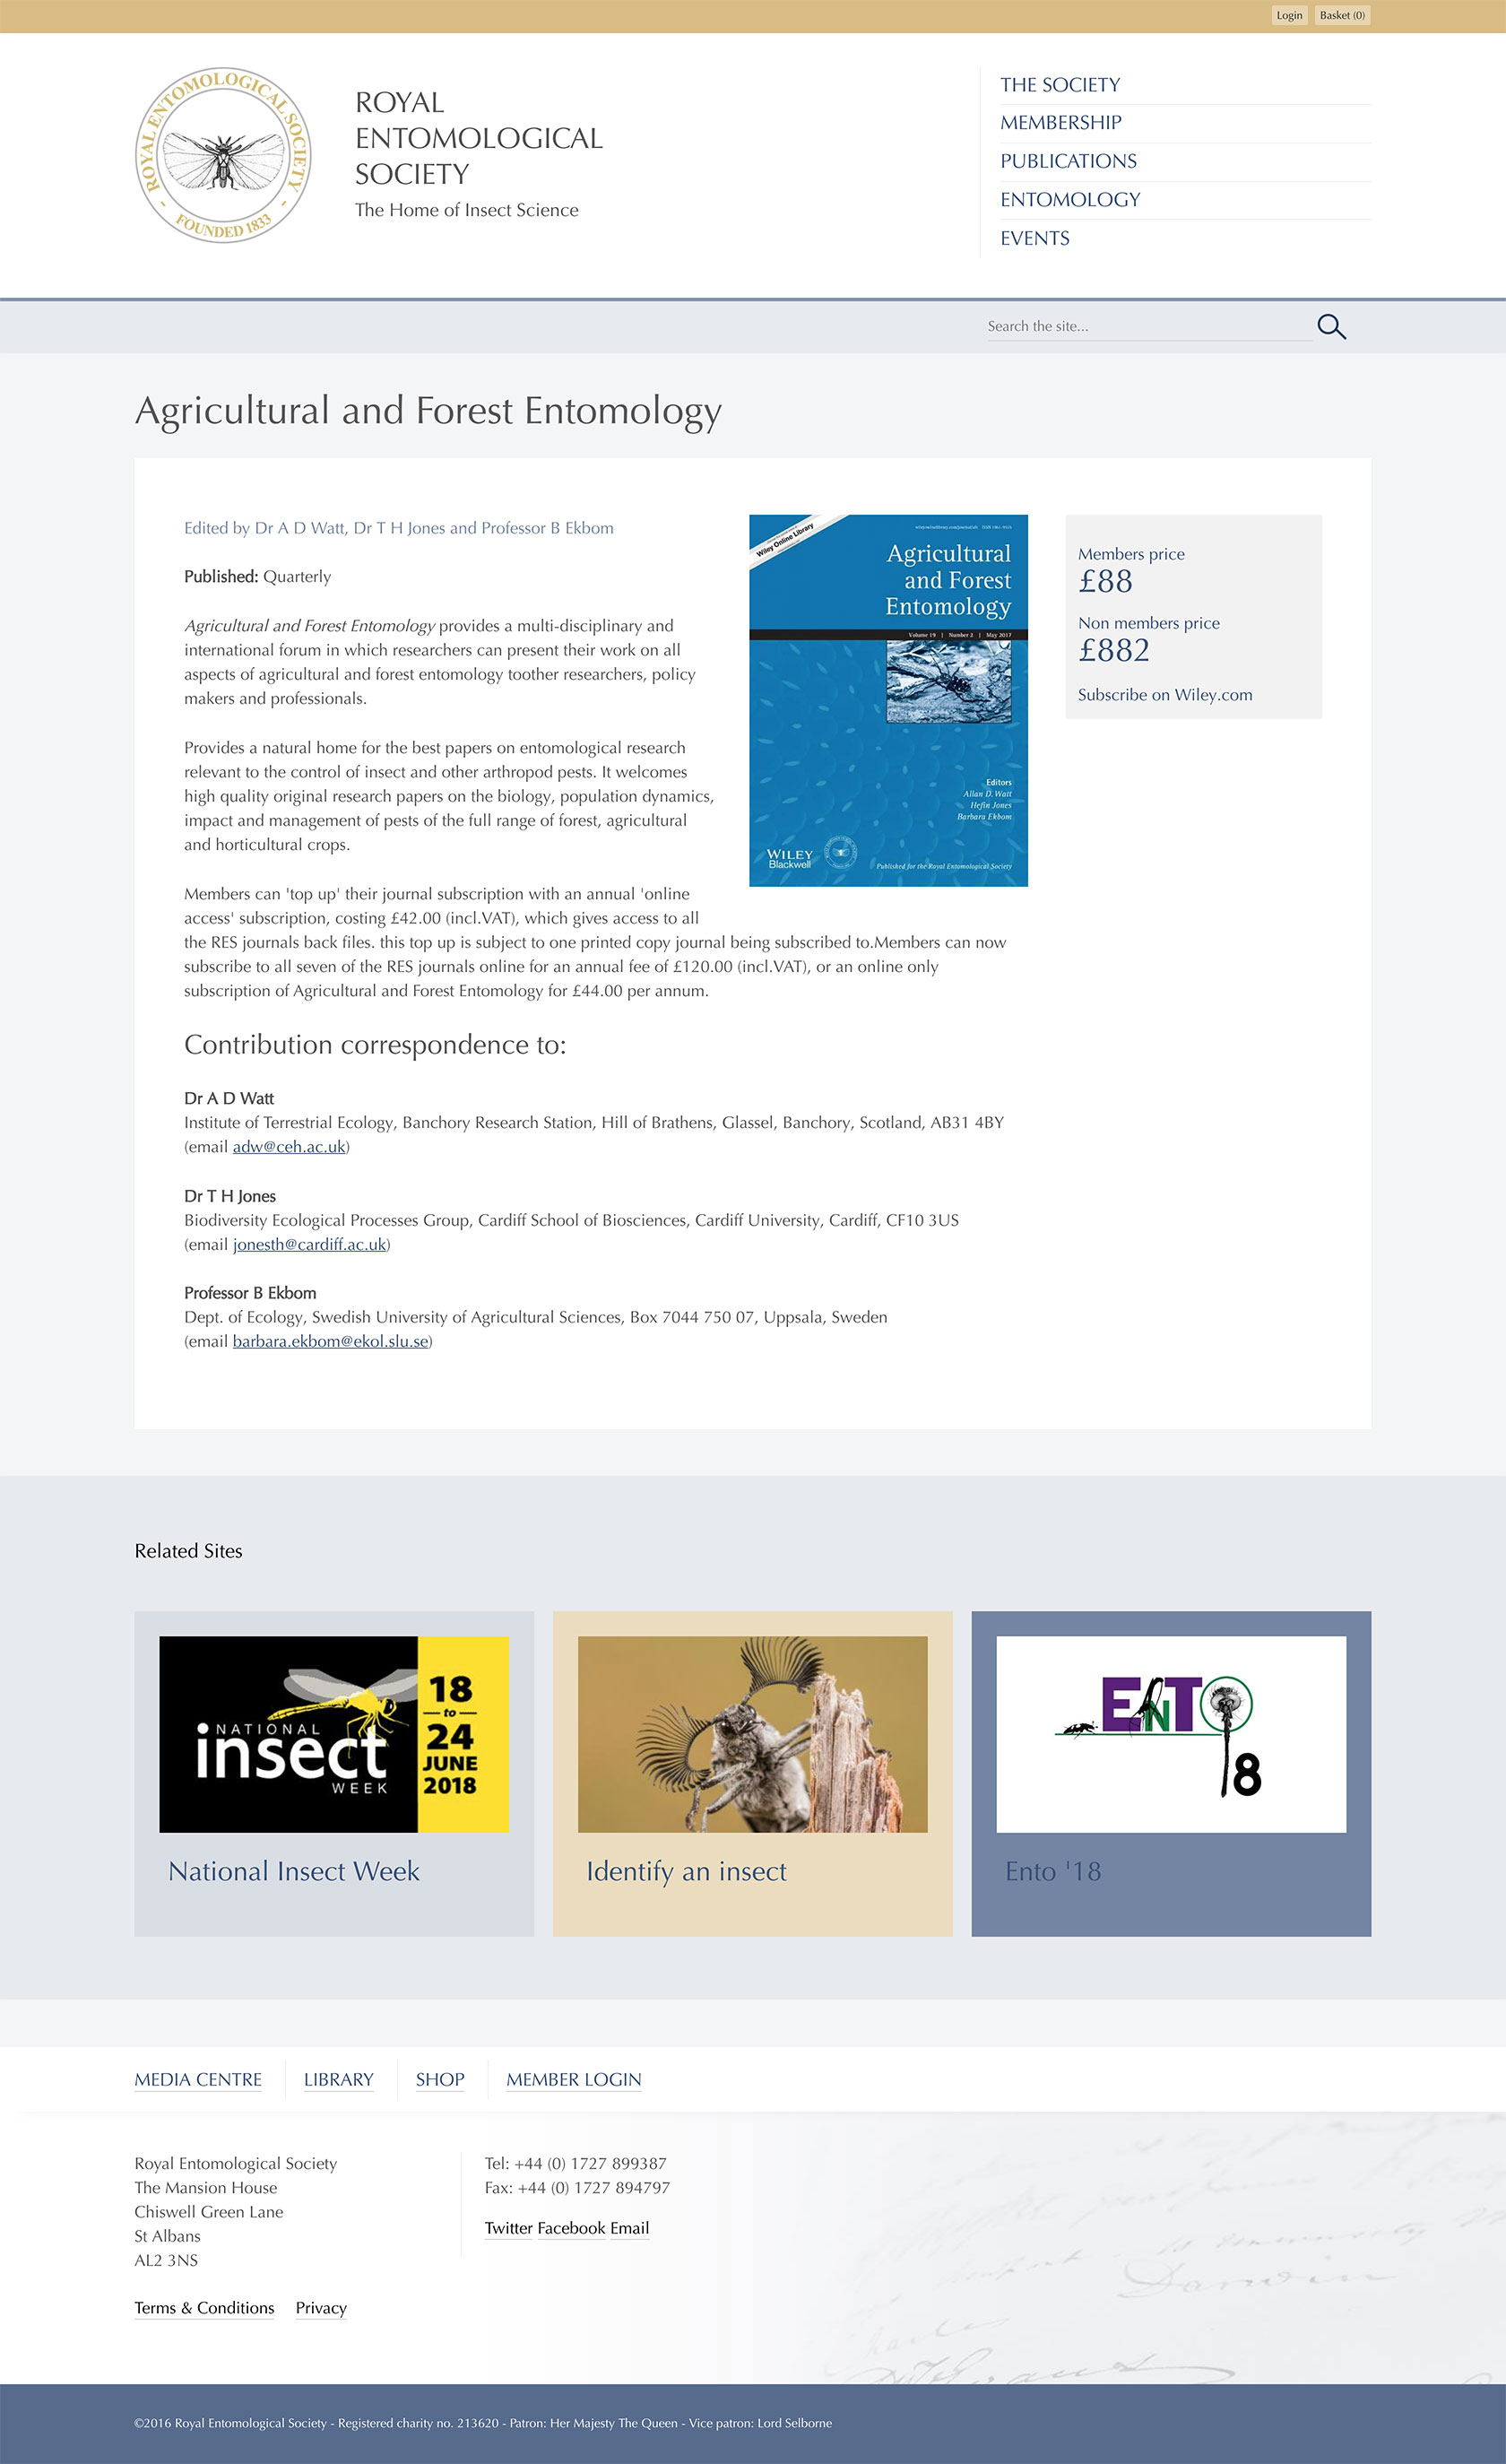 Login Basket (0)
ROYAL ENTOMOLOGICAL SOCIETY
- FOUNDED 1833 -
ROYAL
ENTOMOLOGICAL
SOCIETY
The Home of Insect Science
THE SOCIETY
MEMBERSHIP
PUBLICATIONS
ENTOMOLOGY
EVENTS
Search the site...
Agricultural and Forest Entomology
Edited by Dr A D Watt, Dr T H Jones and Professor B Ekbom
Published: Quarterly
Agricultural and Forest Entomology provides a multi-disciplinary and
international forum in which researchers can present their work on all
aspects of agricultural and forest entomology toother researchers, policy
makers and professionals.
Provides a natural home for the best papers on entomological research
relevant to the control of insect and other arthropod pests. It welcomes
high quality original research papers on the biology, population dynamics,
impact and management of pests of the full range of forest, agricultural
and horticultural crops.
Members can 'top up' their journal subscription with an annual 'online
access' subscription, costing £42.00 (incl.VAT), which gives access to all
the RES journals back files. this top up is subject to one printed copy journal being subscribed to.Members can now
subscribe to all seven of the RES journals online for an annual fee of £120.00 (incl.VAT), or an online only
subscription of Agricultural and Forest Entomology for £44.00 per annum.
Wiley Online Library
Agricultural
and Forest
Entomology
Volume 19 | Number 2 | May 2017
Editors
Allan D. Watt
Hefin Jones
Barbara Ekbom
WILEY
Blackwell
Published for the Royal Entomological Society
Members price
£88
Non members price
£882
Subscribe on Wiley.com
Contribution correspondence to:
Dr A D Watt
Institute of Terrestrial Ecology, Banchory Research Station, Hill of Brathens, Glassel, Banchory, Scotland, AB31 4BY
(email adw@ceh.ac.uk)
Dr T H Jones
Biodiversity Ecological Processes Group, Cardiff School of Biosciences, Cardiff University, Cardiff, CF10 3US
(email jonesth@cardiff.ac.uk)
Professor B Ekbom
Dept. of Ecology, Swedish University of Agricultural Sciences, Box 7044 750 07, Uppsala, Sweden
(email barbara.ekbom@ekol.slu.se)
Related Sites
NATIONAL
insect
WEEK
18
to
24
JUNE
2018
National Insect Week
Identify an insect
ENTO
18
Ento '18
MEDIA CENTRE LIBRARY SHOP MEMBER LOGIN
Royal Entomological Society
The Mansion House
Chiswell Green Lane
St Albans
AL2 3NS
Tel: +44 (0) 1727 899387
Fax: +44 (0) 1727 894797
Twitter Facebook Email
Terms & Conditions Privacy
Darwin
Charles
©2016 Royal Entomological Society - Registered charity no. 213620 - Patron: Her Majesty The Queen - Vice patron: Lord Selborne